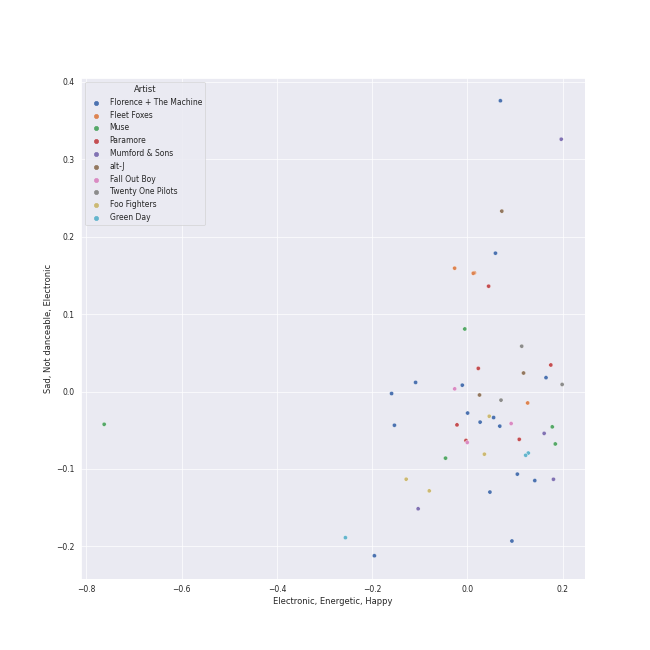 Artist
Florence + The Machine
Fleet Foxes
Muse
Paramore
Mumford & Sons
alt-J
Fall Out Boy
Twenty One Pilots
Foo Fighters
Green Day
0.4
0.3
0.2
0.1
0.0
−0.1
−0.2
Sad, Not danceable, Electronic
−0.8 −0.6 −0.4 −0.2 0.0 0.2
Electronic, Energetic, Happy